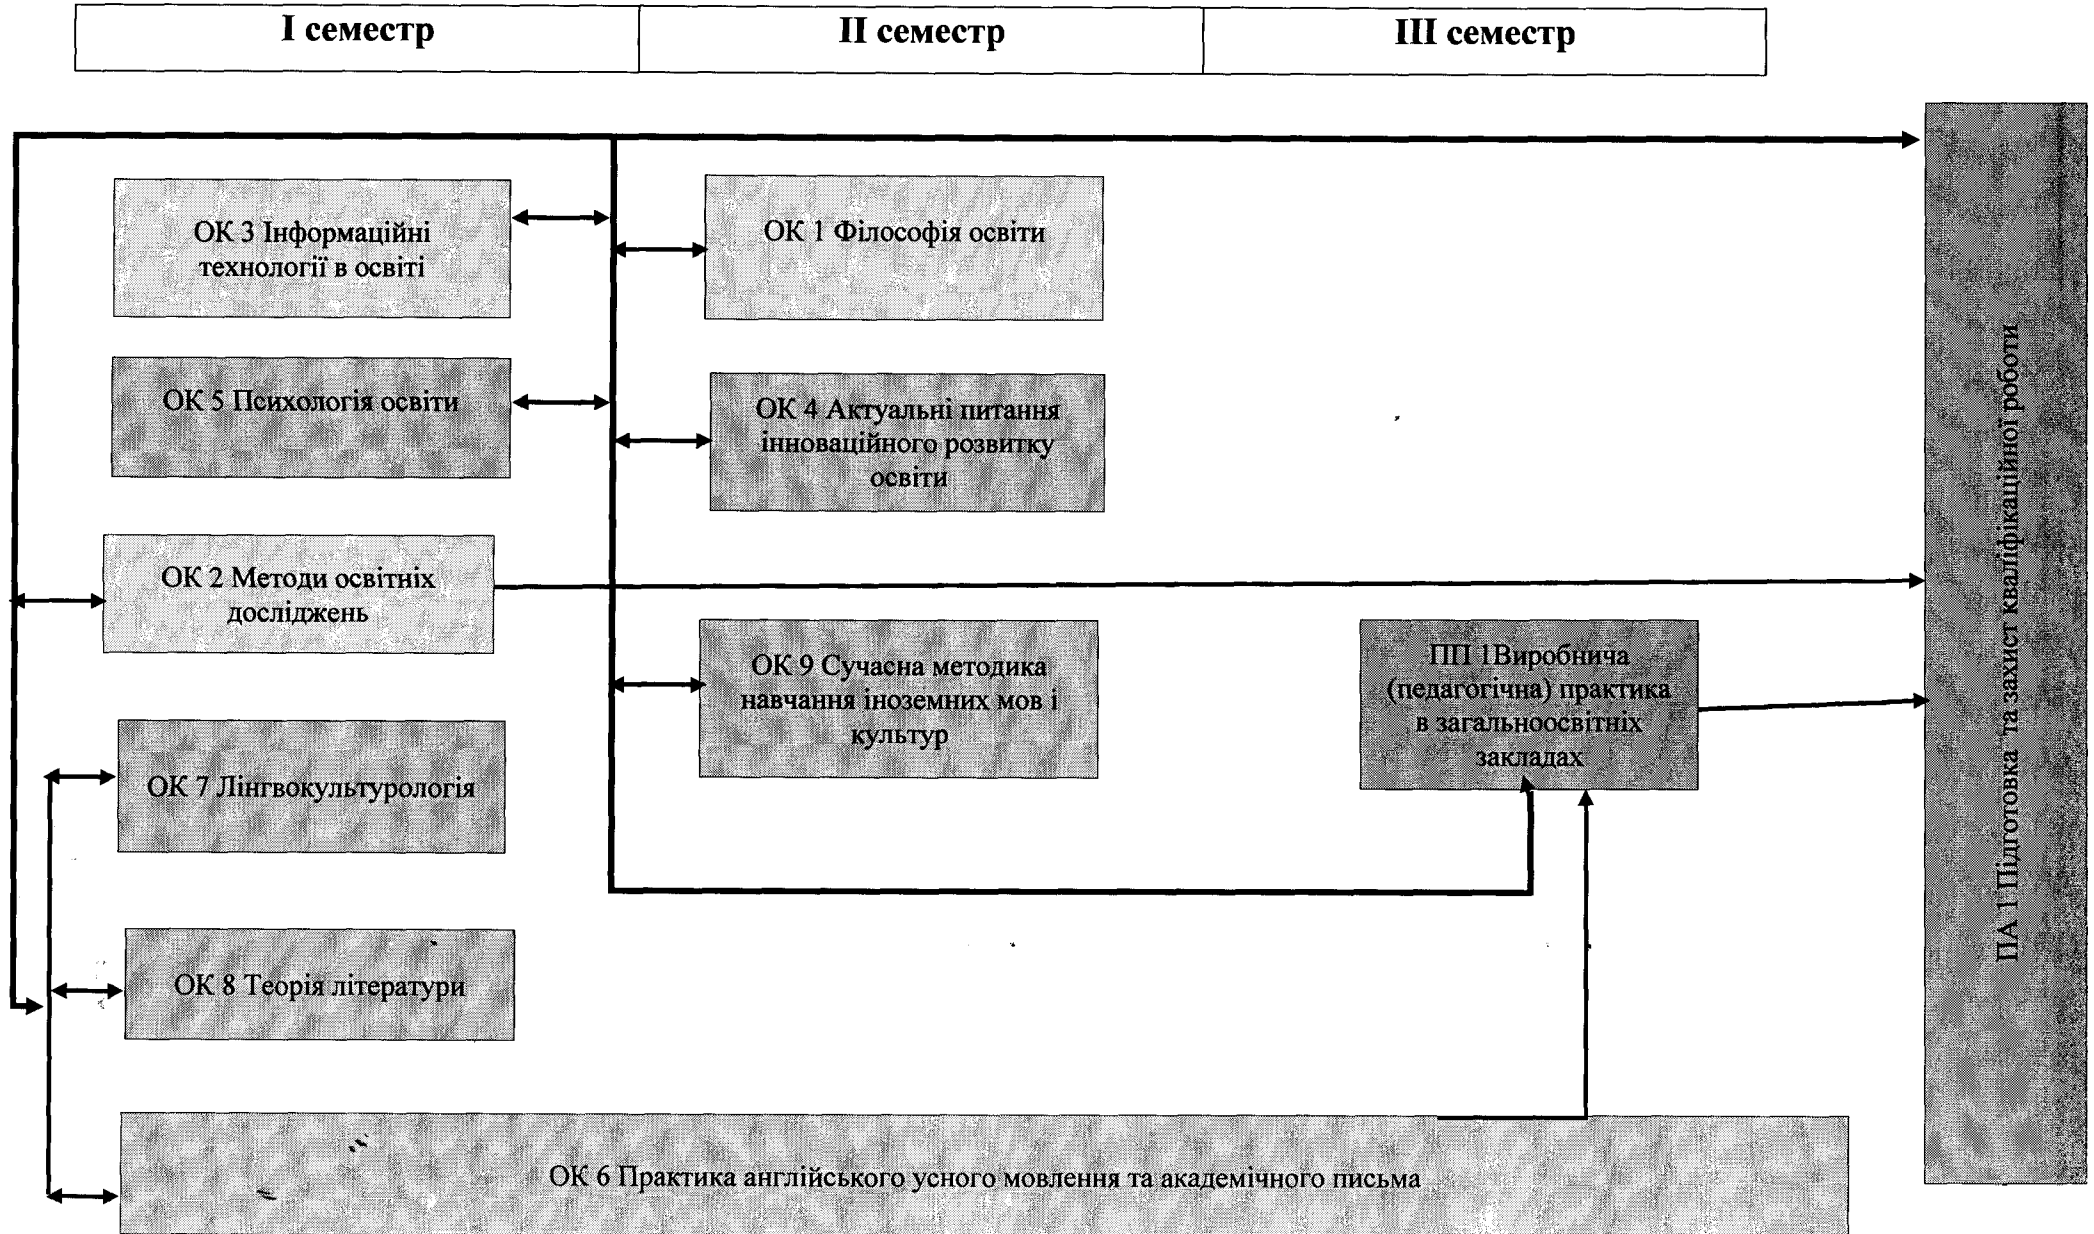 I семестр
II семестр
III семестр
ОК 3 Інформаційні
технології в освіті
ОК 1 Філософія освіти
ОК 5 Психологія освіти
ОК 4 Актуальні питання
інноваційного розвитку
освіти
ОК 2 Методи освітніх
досліджень
ОК 9 Сучасна методика
навчання іноземних мов і
культур
ПП 1Виробнича
(педагогічна) практика
в загальноосвітніх
закладах
ОК 7 Лінгвокультурологія
ОК 8 Теорія літератури
ОК 6 Практика англійського усного мовлення та академічного письма
ПА 1 Підготовка та захист кваліфікаційної роботи